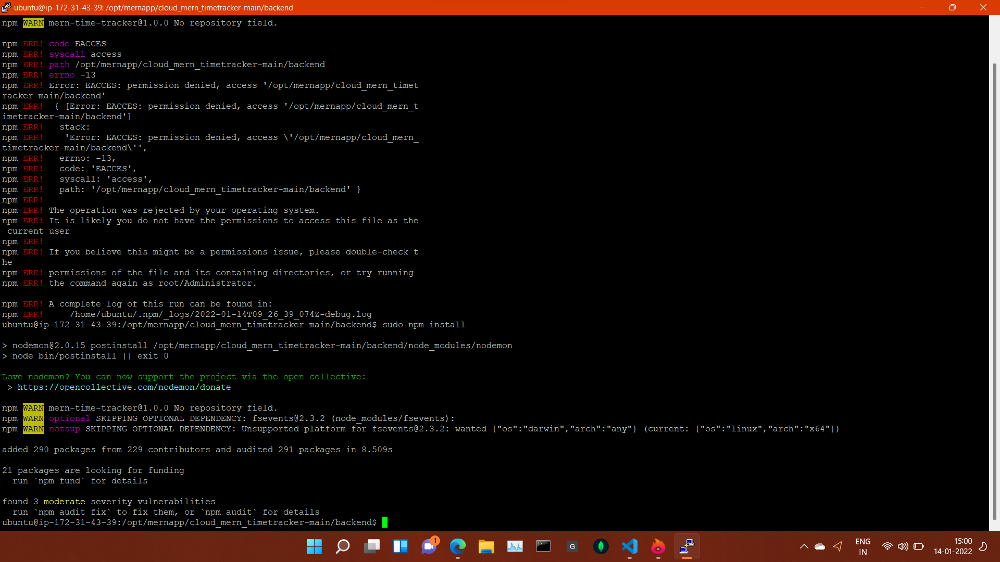 ubuntu@ip-172-31-43-39: /opt/mernapp/cloud_mern_timetracker-main/backend
npm WARN mern-time-tracker@1.0.0 No repository field.
npm ERR! code EACCES
npm ERR! syscall access
npm ERR! path /opt/mernapp/cloud_mern_timetracker-main/backend
npm ERR! errno -13
npm ERR! Error: EACCES: permission denied, access '/opt/mernapp/cloud_mern_timet
racker-main/backend'
npm ERR!  { [Error: EACCES: permission denied, access '/opt/mernapp/cloud_mern_t
imetracker-main/backend']
npm ERR!   stack:
npm ERR!    'Error: EACCES: permission denied, access \'/opt/mernapp/cloud_mern_
timetracker-main/backend\'',
npm ERR!   errno: -13,
npm ERR!   code: 'EACCES',
npm ERR!   syscall: 'access',
npm ERR!   path: '/opt/mernapp/cloud_mern_timetracker-main/backend' }
npm ERR!
npm ERR! The operation was rejected by your operating system.
npm ERR! It is likely you do not have the permissions to access this file as the
 current user
npm ERR!
npm ERR! If you believe this might be a permissions issue, please double-check t
he
npm ERR! permissions of the file and its containing directories, or try running
npm ERR! the command again as root/Administrator.
npm ERR! A complete log of this run can be found in:
npm ERR!     /home/ubuntu/.npm/_logs/2022-01-14T09_26_39_074Z-debug.log
ubuntu@ip-172-31-43-39:/opt/mernapp/cloud_mern_timetracker-main/backend$ sudo npm install
> nodemon@2.0.15 postinstall /opt/mernapp/cloud_mern_timetracker-main/backend/node_modules/nodemon
> node bin/postinstall || exit 0
Love nodemon? You can now support the project via the open collective:
 > https://opencollective.com/nodemon/donate
npm WARN mern-time-tracker@1.0.0 No repository field.
npm WARN optional SKIPPING OPTIONAL DEPENDENCY: fsevents@2.3.2 (node_modules/fsevents):
npm WARN notsup SKIPPING OPTIONAL DEPENDENCY: Unsupported platform for fsevents@2.3.2: wanted {"os":"darwin","arch":"any"} (current: {"os":"linux","arch":"x64"})
added 290 packages from 229 contributors and audited 291 packages in 8.509s
21 packages are looking for funding
  run `npm fund` for details
found 3 moderate severity vulnerabilities
  run `npm audit fix` to fix them, or `npm audit` for details
ubuntu@ip-172-31-43-39:/opt/mernapp/cloud_mern_timetracker-main/backend$
1
G
ENG
IN
15:00
14-01-2022